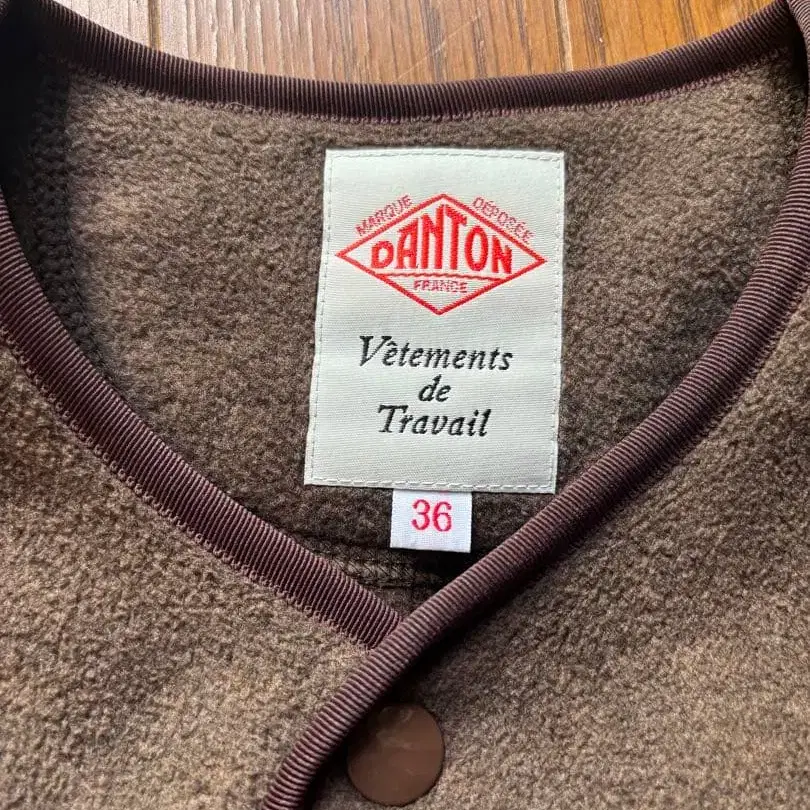 MARQUE DÉPOSÉE
DANTON
FRANCE
Vêtements
de
Travail
36